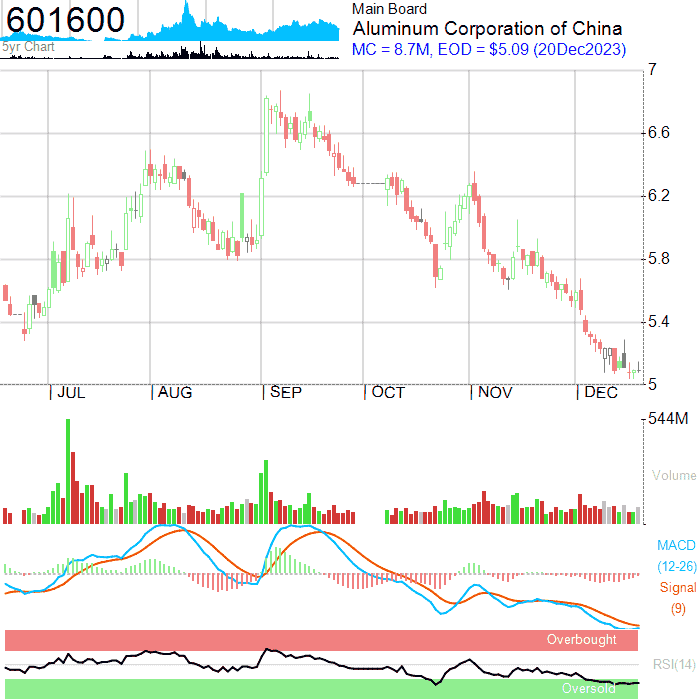 601600
5yr Chart
Main Board
Aluminum Corporation of China
MC = 8.7M, EOD = $5.09 (20Dec2023)
7
6.6
6.2
5.8
5.4
5
JUL AUG SEP OCT NOV DEC
544M
Volume
MACD
(12-26)
Signal
(9)
Overbought
RSI(14)
Oversold